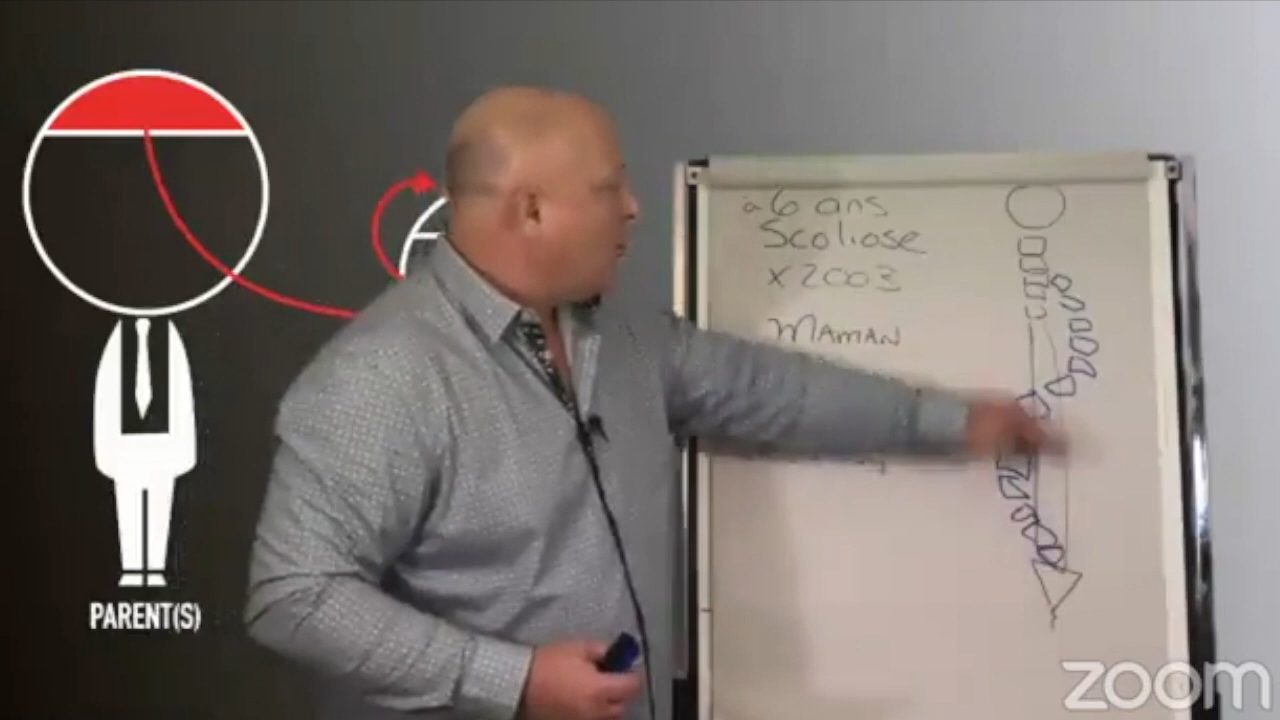 à 6 ans
Scoliose
x 2003
MAMAN
PARENT(S)
zoom